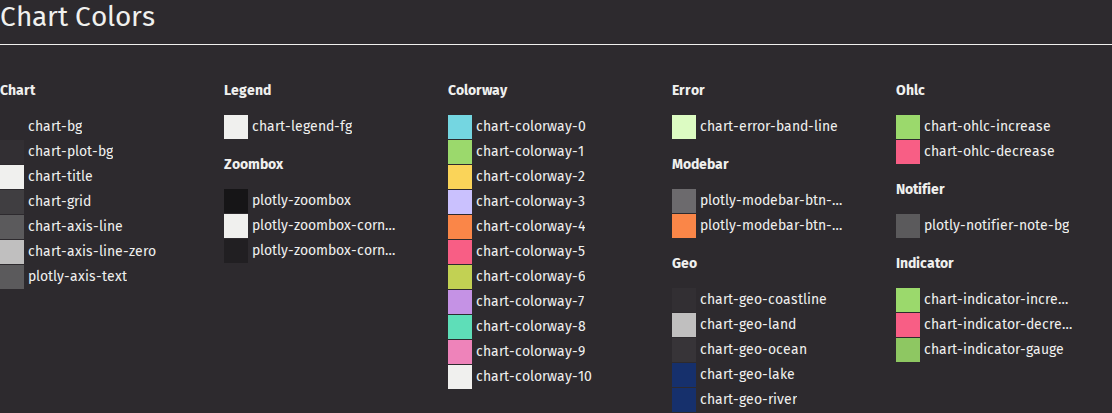 Chart Colors
Chart
chart-bg
chart-plot-bg
chart-title
chart-grid
chart-axis-line
chart-axis-line-zero
plotly-axis-text
Legend
chart-legend-fg
Zoombox
plotly-zoombox
plotly-zoombox-corn...
plotly-zoombox-corn...
Colorway
chart-colorway-0
chart-colorway-1
chart-colorway-2
chart-colorway-3
chart-colorway-4
chart-colorway-5
chart-colorway-6
chart-colorway-7
chart-colorway-8
chart-colorway-9
chart-colorway-10
Error
chart-error-band-line
Modebar
plotly-modebar-btn-...
plotly-modebar-btn-...
Geo
chart-geo-coastline
chart-geo-land
chart-geo-ocean
chart-geo-lake
chart-geo-river
Ohlc
chart-ohlc-increase
chart-ohlc-decrease
Notifier
plotly-notifier-note-bg
Indicator
chart-indicator-incre...
chart-indicator-decre...
chart-indicator-gauge